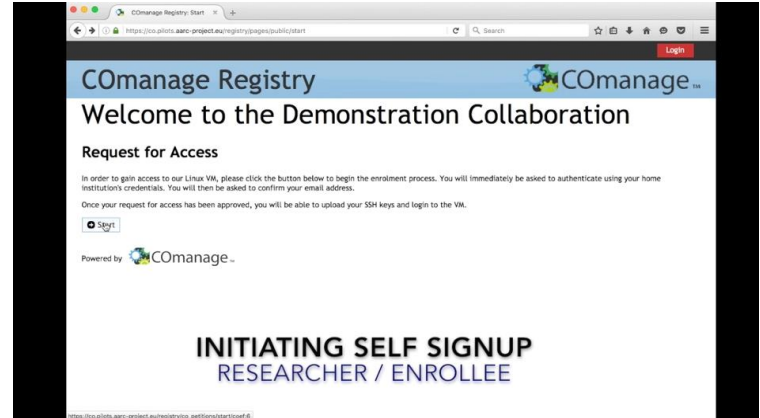 COmanage Registry: Start
https://co.pilots.aarc-project.eu/registry/pages/public/start
Search
Login
COmanage Registry
COmanage™
Welcome to the Demonstration Collaboration
Request for Access
In order to gain access to our Linux VM, please click the button below to begin the enrolment process. You will immediately be asked to authenticate using your home
institution's credentials. You will then be asked to confirm your email address.
Once your request for access has been approved, you will be able to upload your SSH keys and login to the VM.
Start
Powered by COmanage™
INITIATING SELF SIGNUP
RESEARCHER / ENROLLEE
https://co.pilots.aarc-project.eu/registry/co_petitions/start/coef:6